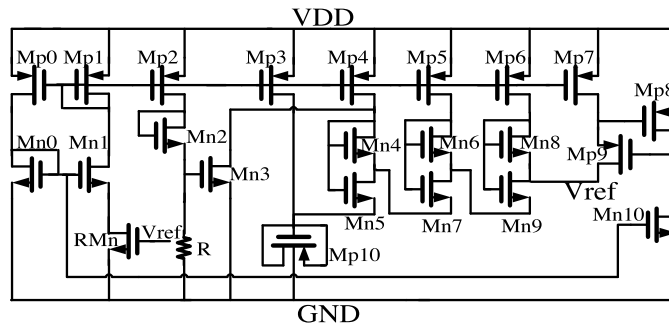 VDD
Mp0 Mp1 Mp2 Mp3 Mp4 Mp5 Mp6 Mp7 Mp8
Mn0 Mn1 Mn2 Mn3 Mn4 Mn6 Mn8 Mp9
Vref
Mn5 Mn7 Mn9 Mn10
RMn Vref R Mp10
GND